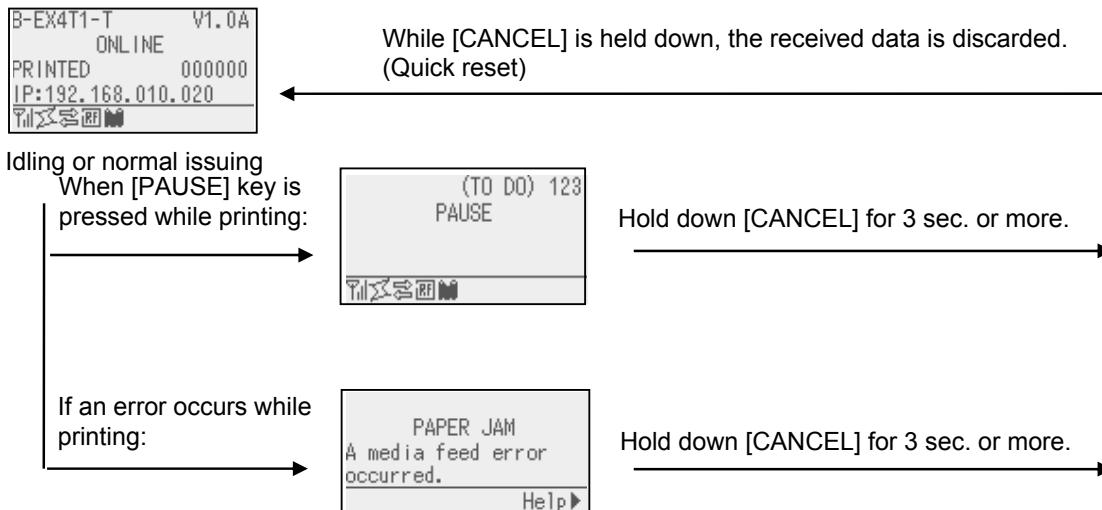 B-EX4T1-T V1.0A
ONLINE
PRINTED 000000
IP:192.168.010.020
RF
While [CANCEL] is held down, the received data is discarded.
(Quick reset)
Idling or normal issuing
When [PAUSE] key is
pressed while printing:
(TO DO) 123
PAUSE
RF
Hold down [CANCEL] for 3 sec. or more.
If an error occurs while
printing:
PAPER JAM
A media feed error
occurred.
Help▶
Hold down [CANCEL] for 3 sec. or more.